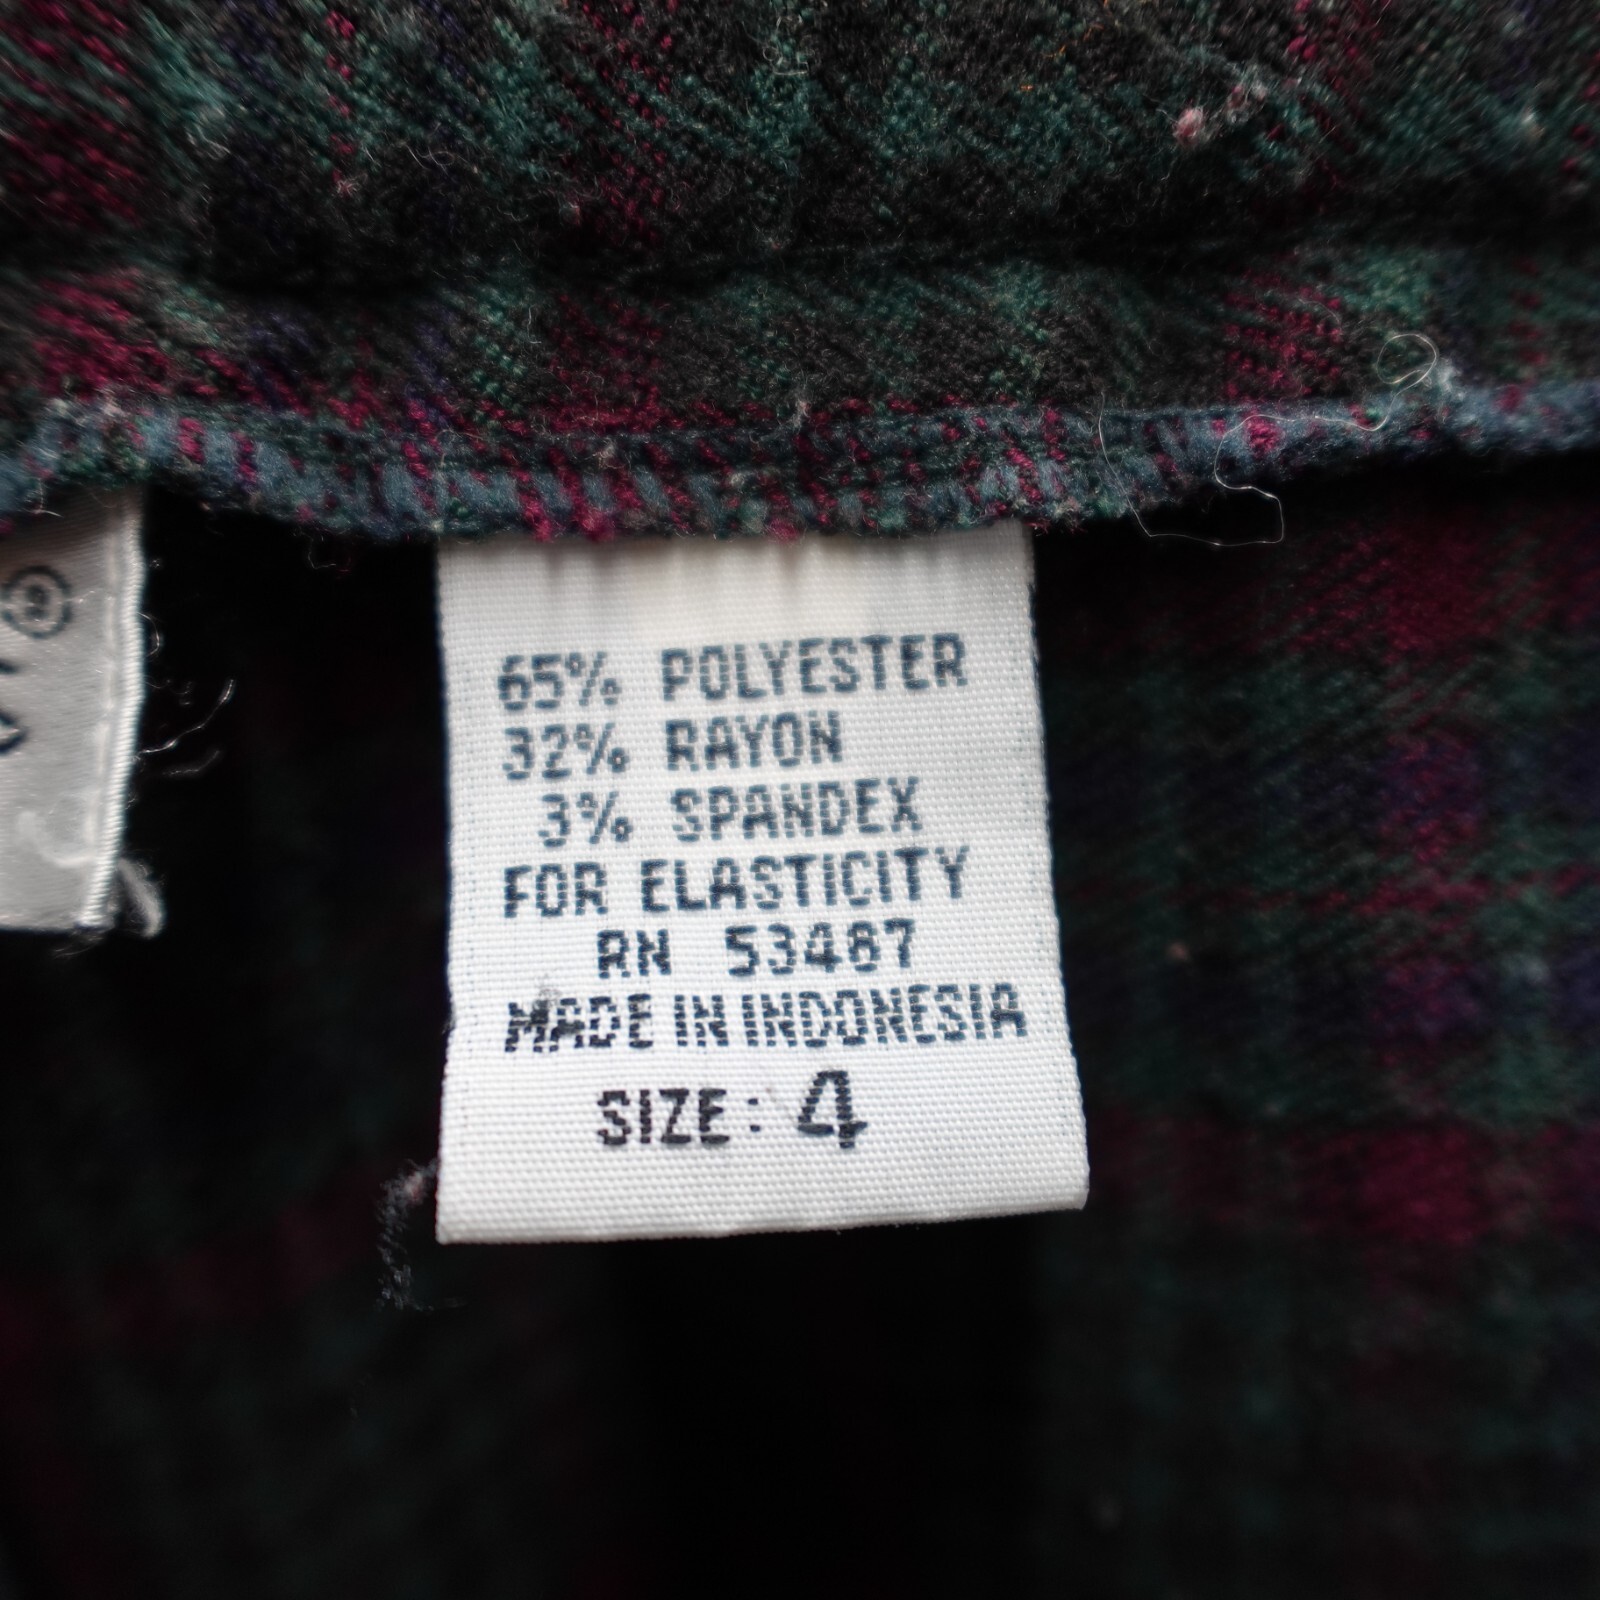 65% POLYESTER
32% RAYON
3% SPANDEX
FOR ELASTICITY
RN 53487
MADE IN INDONESIA
SIZE: 4